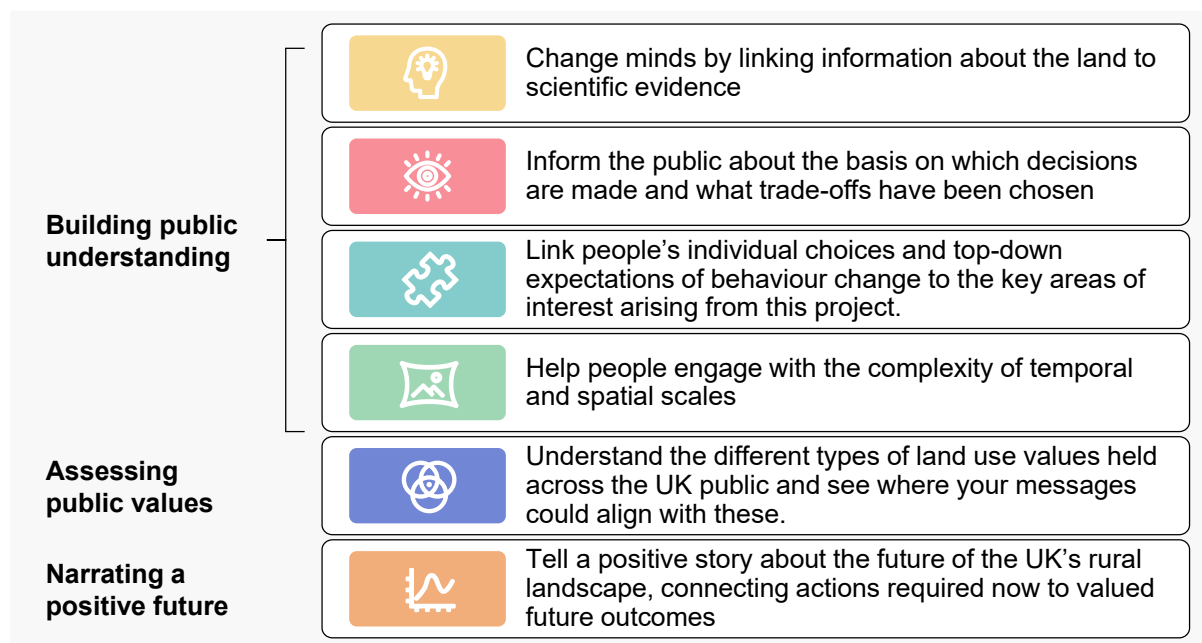 Change minds by linking information about the land to
scientific evidence
Inform the public about the basis on which decisions
are made and what trade-offs have been chosen
Building public
understanding
Link people’s individual choices and top-down
expectations of behaviour change to the key areas of
interest arising from this project.
Help people engage with the complexity of temporal
and spatial scales
Assessing
public values
Understand the different types of land use values held
across the UK public and see where your messages
could align with these.
Narrating a
positive future
Tell a positive story about the future of the UK’s rural
landscape, connecting actions required now to valued
future outcomes